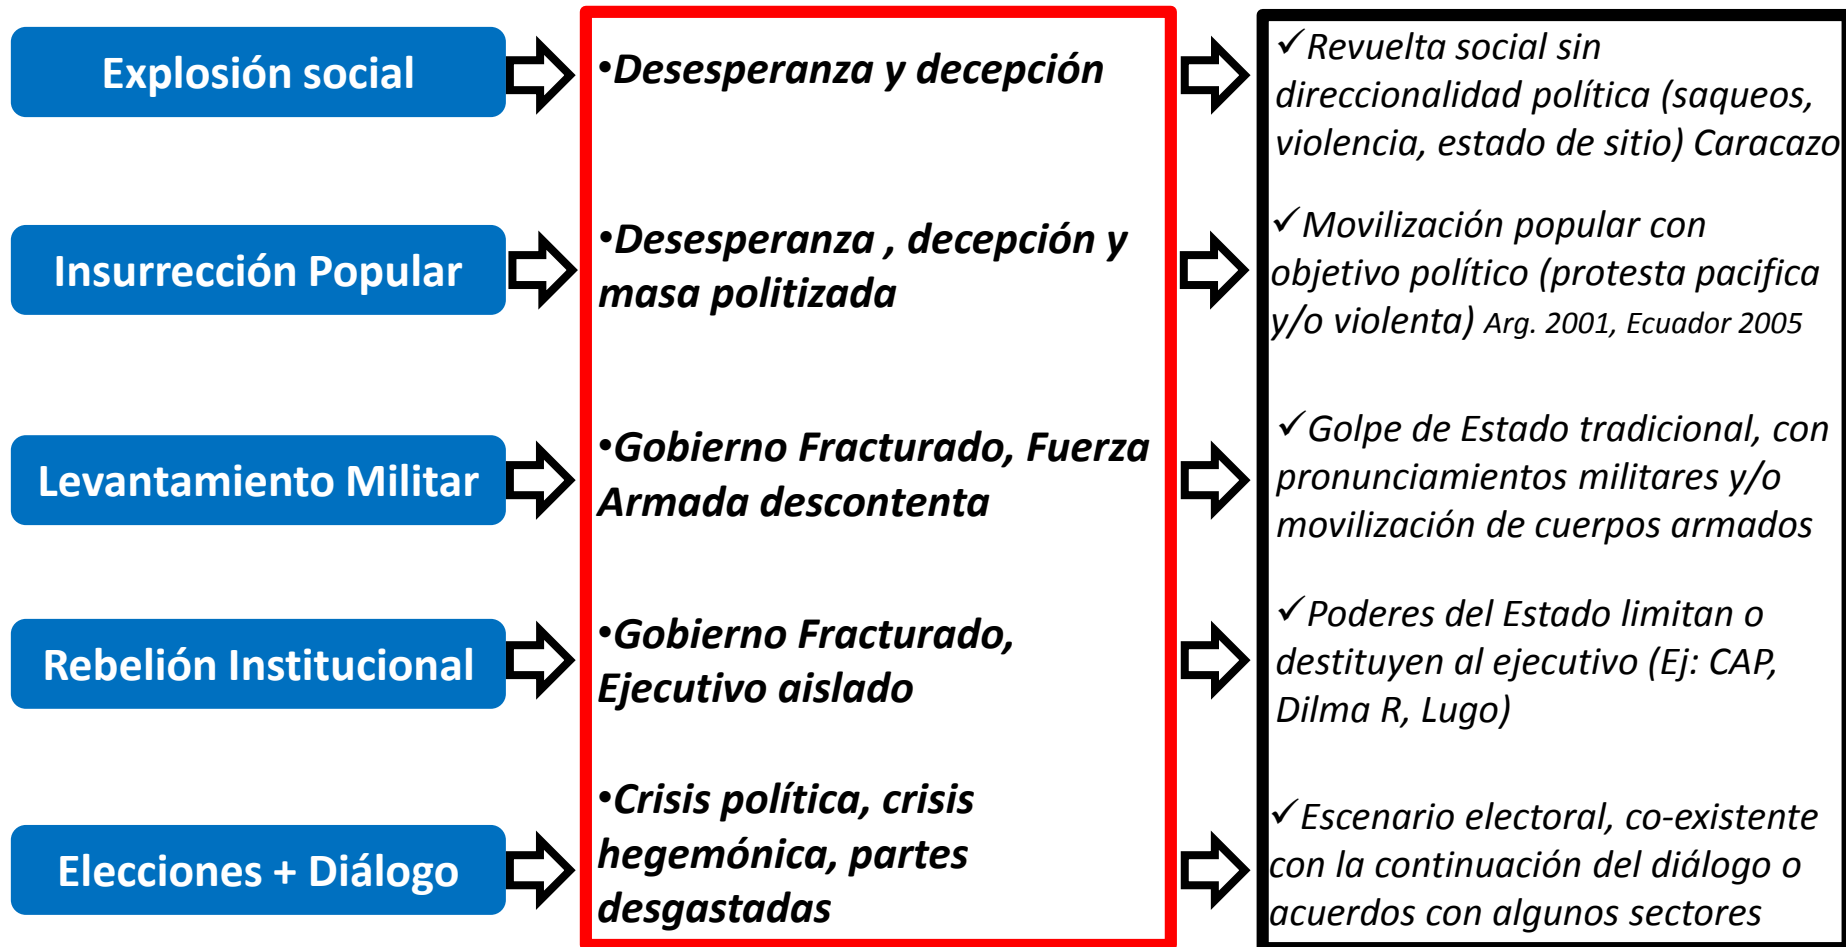 Explosión social
•Desesperanza y decepción
✓Revuelta social sin
direccionalidad política (saqueos,
violencia, estado de sitio) Caracazo
Insurrección Popular
•Desesperanza , decepción y
masa politizada
✓Movilización popular con
objetivo político (protesta pacifica
y/o violenta) Arg. 2001, Ecuador 2005
Levantamiento Militar
•Gobierno Fracturado, Fuerza
Armada descontenta
✓Golpe de Estado tradicional, con
pronunciamientos militares y/o
movilización de cuerpos armados
Rebelión Institucional
•Gobierno Fracturado,
Ejecutivo aislado
✓Poderes del Estado limitan o
destituyen al ejecutivo (Ej: CAP,
Dilma R, Lugo)
Elecciones + Diálogo
•Crisis política, crisis
hegemónica, partes
desgastadas
✓Escenario electoral, co-existente
con la continuación del diálogo o
acuerdos con algunos sectores